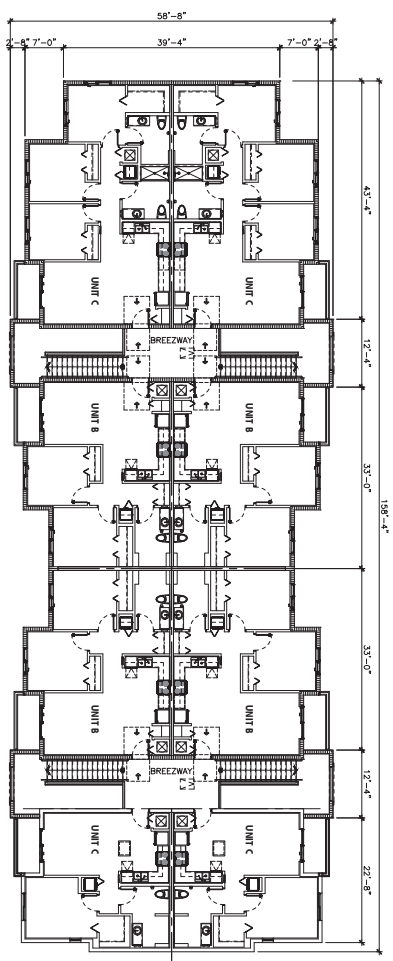 58'-8"
2'-8" 7'-0" 39'-4" 7'-0" 2'-8"
43'-4"
UNIT C
UNIT C
BREEZWAY
12'-4"
UNIT B
UNIT B
33'-0"
158'-4"
33'-0"
UNIT B
UNIT B
BREEZWAY
12'-4"
UNIT C
UNIT C
22'-8"